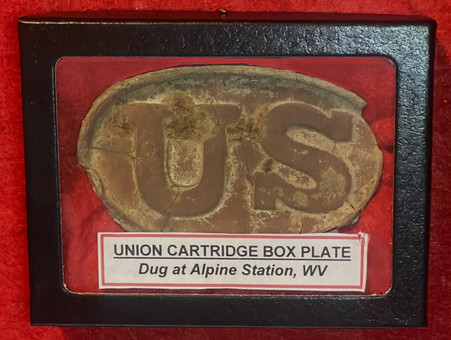 US
UNION CARTRIDGE BOX PLATE
Dug at Alpine Station, WV